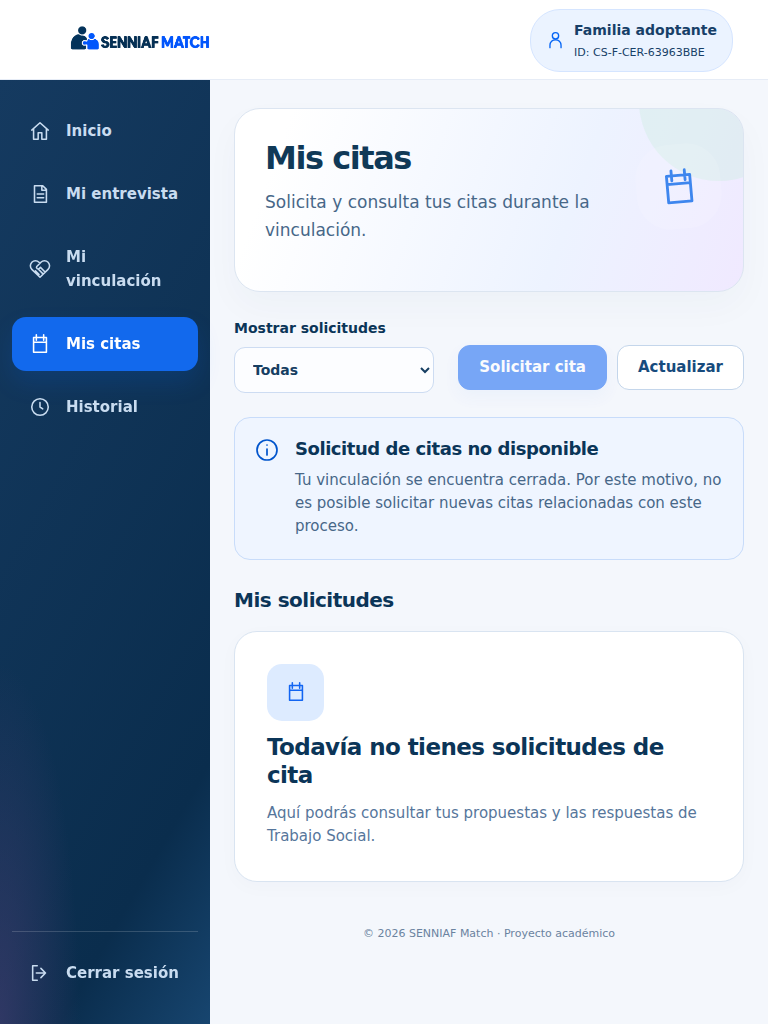 SENNIAF MATCH
Familia adoptante
ID: CS-F-CER-63963BBE
Inicio
Mi entrevista
Mi
vinculación
Mis citas
Historial
Cerrar sesión
Mis citas
Solicita y consulta tus citas durante la
vinculación.
Mostrar solicitudes
Todas
Solicitar cita
Actualizar
Solicitud de citas no disponible
Tu vinculación se encuentra cerrada. Por este motivo, no
es posible solicitar nuevas citas relacionadas con este
proceso.
Mis solicitudes
Todavía no tienes solicitudes de
cita
Aquí podrás consultar tus propuestas y las respuestas de
Trabajo Social.
© 2026 SENNIAF Match · Proyecto académico